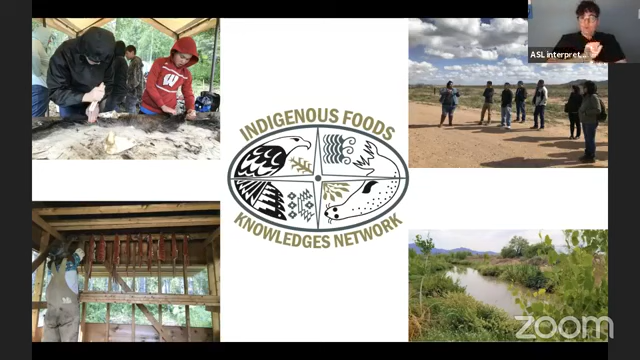 ASL interpret...
INDIGENOUS FOODS
KNOWLEDGES NETWORK
W
zoom